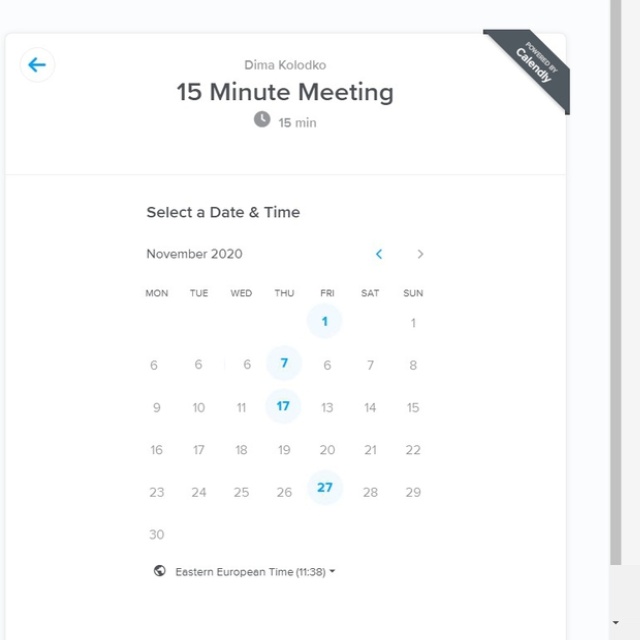 POWERED BY
Calendly
Dima Kolodko
15 Minute Meeting
15 min
Select a Date & Time
November 2020
MON TUE WED THU FRI SAT SUN
1 1
6 6 6 7 6 7 8
9 10 11 17 13 14 15
16 17 18 19 20 21 22
23 24 25 26 27 28 29
30
Eastern European Time (11:38)